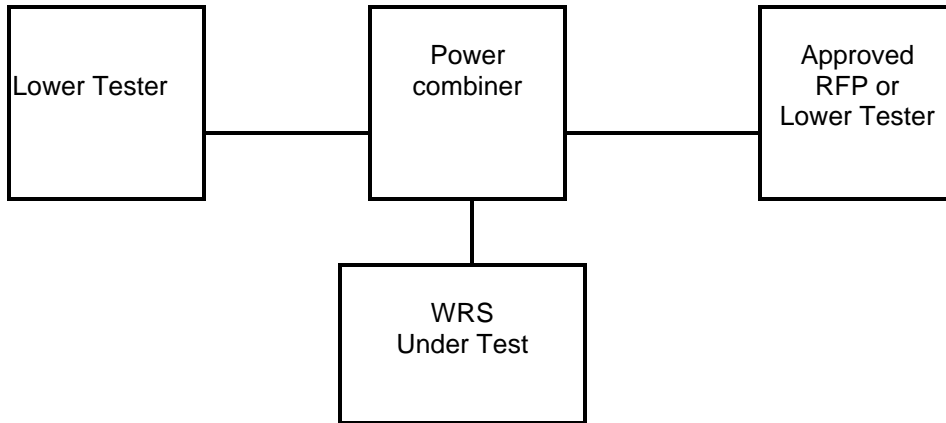 Lower Tester
Power
combiner
Approved
RFP or
Lower Tester
WRS
Under Test